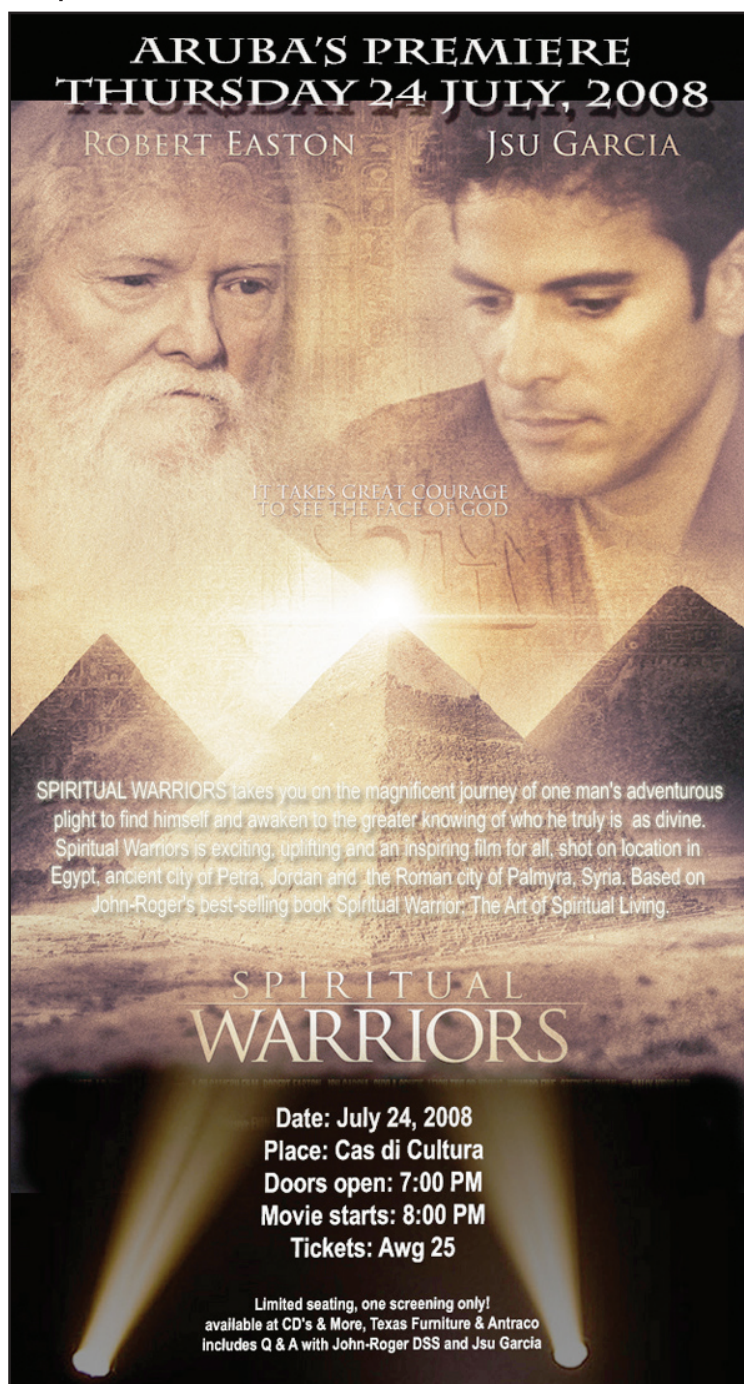 ARUBA'S PREMIERE
THURSDAY 24 JULY, 2008
ROBERT EASTON JSU GARCIA
IT TAKES GREAT COURAGE
TO SEE THE FACE OF GOD
SPIRITUAL WARRIORS takes you on the magnificent journey of one man's adventurous
plight to find himself and awaken to the greater knowing of who he truly is as divine.
Spiritual Warriors is exciting, uplifting and an inspiring film for all, shot on location in
Egypt, ancient city of Petra, Jordan and the Roman city of Palmyra, Syria. Based on
John-Roger's best-selling book Spiritual Warrior: The Art of Spiritual Living.
SPIRITUAL
WARRIORS
Date: July 24, 2008
Place: Cas di Cultura
Doors open: 7:00 PM
Movie starts: 8:00 PM
Tickets: Awg 25
Limited seating, one screening only!
available at CD's & More, Texas Furniture & Antraco
includes Q & A with John-Roger DSS and Jsu Garcia